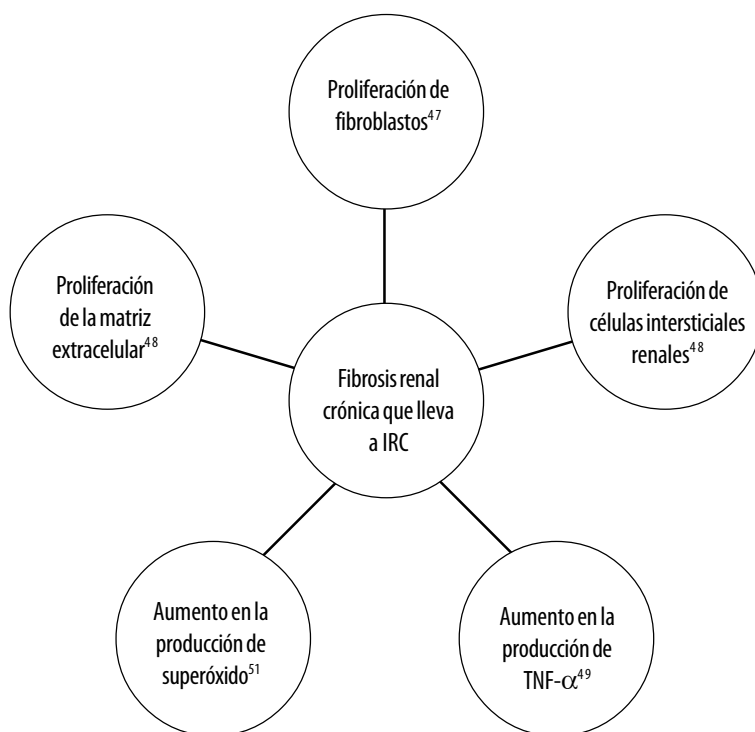 Proliferación de
fibroblastos47
Proliferación
de la matriz
extracelular48
Proliferación de
células intersticiales
renales48
Fibrosis renal
crónica que lleva
a IRC
Aumento en la
producción de
superóxido51
Aumento en la
producción de
TNF-α49